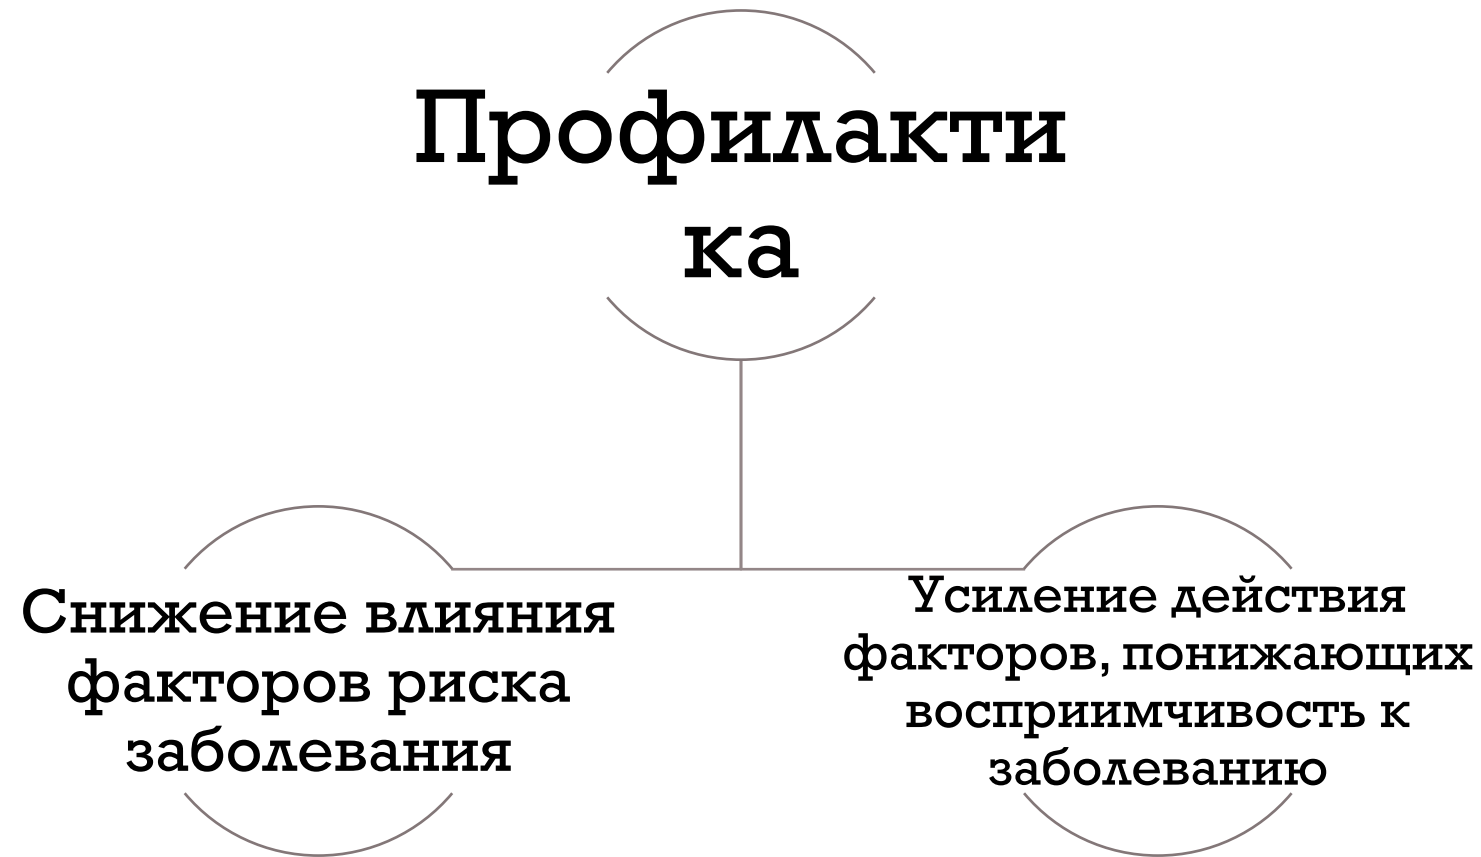 Профилакти
ка
Снижение влияния
факторов риска
заболевания
Усиление действия
факторов, понижающих
восприимчивость к
заболеванию